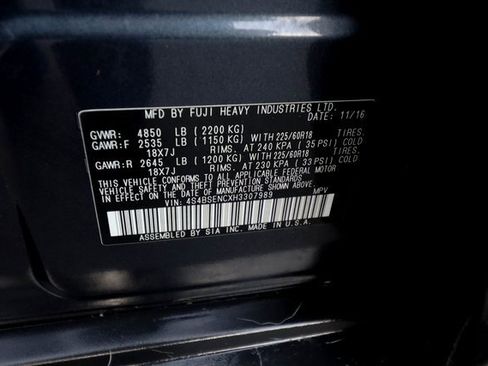 MFD BY FUJI HEAVY INDUSTRIES LTD.
DATE: 11/16
GVWR: 4850 LB (2200 KG)
GAWR:F 2535 LB (1150 KG) WITH 225/60R18 TIRES.
18X7J RIMS. AT 240 KPA (35 PSI) COLD
GAWR:R 2645 LB (1200 KG) WITH 225/60R18 TIRES.
18X7J RIMS. AT 230 KPA (33 PSI) COLD
THIS VEHICLE CONFORMS TO ALL APPLICABLE FEDERAL MOTOR
VEHICLE SAFETY AND THEFT PREVENTION STANDARDS
IN EFFECT ON THE DATE OF MANUFACTURE SHOWN ABOVE.
VIN: 4S4BSENCXH3307989 MPV
ASSEMBLED BY SIA INC. MADE IN U.S.A.